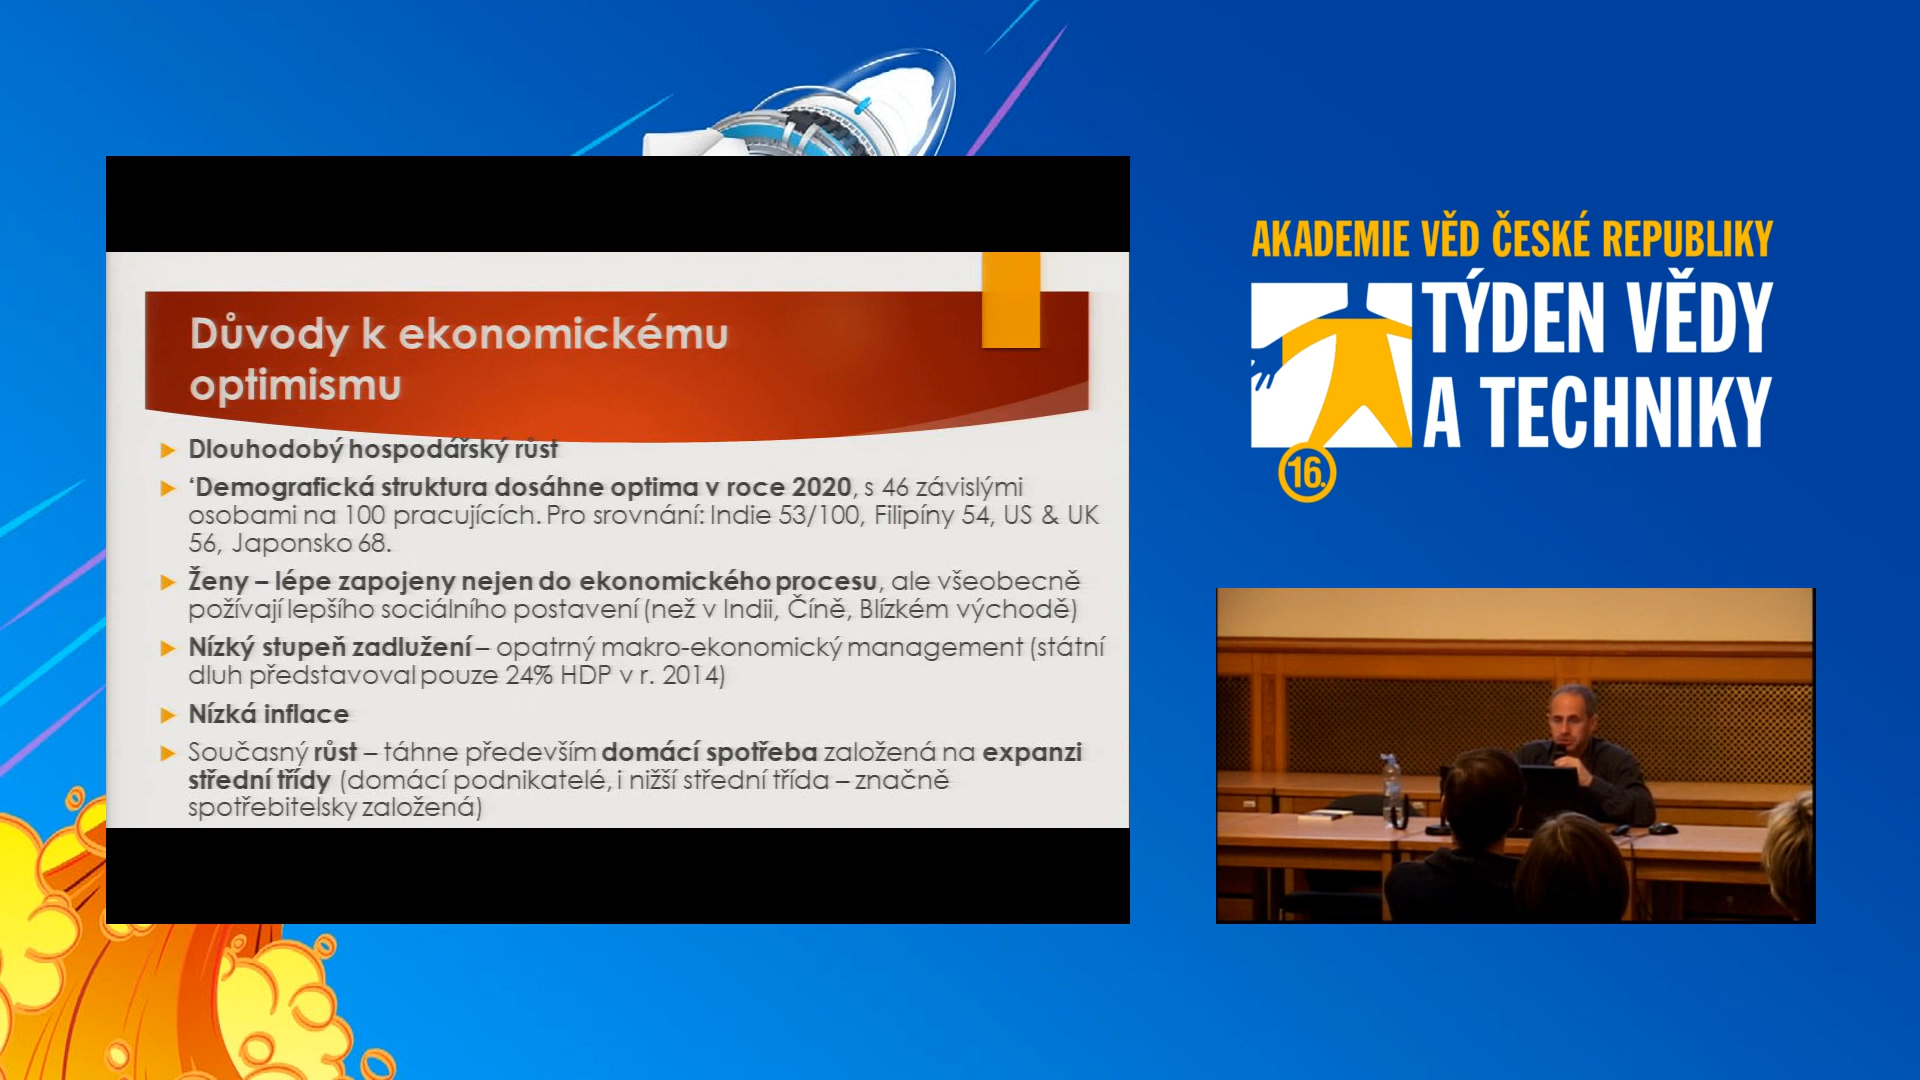 Důvody k ekonomickému
optimismu
Dlouhodobý hospodářský růst
‘Demografická struktura dosáhne optima v roce 2020, s 46 závislými
osobami na 100 pracujících. Pro srovnání: Indie 53/100, Filipíny 54, US & UK
56, Japonsko 68.
Ženy – lépe zapojeny nejen do ekonomického procesu, ale všeobecně
požívají lepšího sociálního postavení (než v Indii, Číně, Blízkém východě)
Nízký stupeň zadlužení – opatrný makro-ekonomický management (státní
dluh představoval pouze 24% HDP v r. 2014)
Nízká inflace
Současný růst – táhne především domácí spotřeba založená na expanzi
střední třídy (domácí podnikatelé, i nižší střední třída – značně
spotřebitelsky založená)
AKADEMIE VĚD ČESKÉ REPUBLIKY
TÝDEN VĚDY
A TECHNIKY
16.